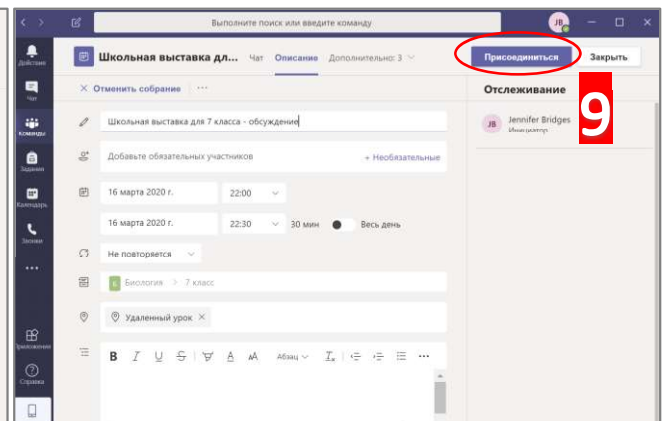 Выполните поиск или введите команду
JB
Действия
Школьная выставка дл... Чат Описание Дополнительно: 3
Присоединиться Закрыть
Чат
Отменить собрание ...
Отслеживание
9
Команды
Школьная выставка для 7 класса - обсуждение
JB Jennifer Bridges
Инициатор
Задания
Добавьте обязательных участников + Необязательные
Календарь
16 марта 2020 г. 22:00
Звонки
16 марта 2020 г. 22:30 30 мин Весь день
Не повторяется
...
Б Биология > 7 класс
Удаленный урок ×
Приложения
B I U S A AA Абзац Ix ...
Справка